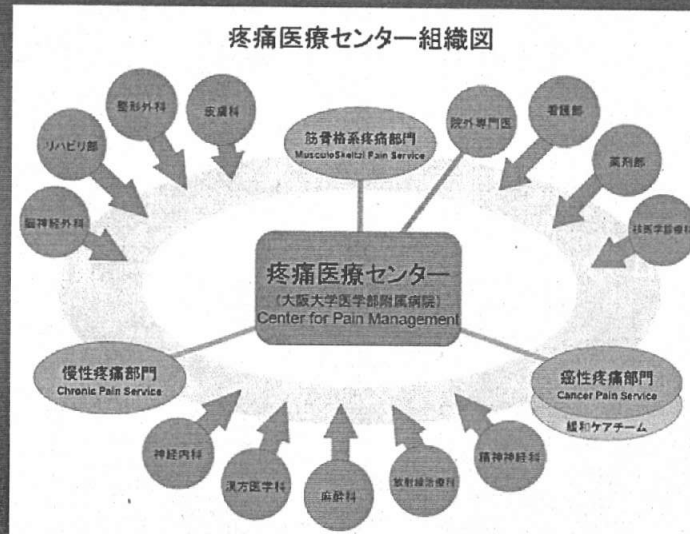 疼痛医療センター組織図
整形外科
皮膚科
リハビリ部
脳神経外科
筋骨格系疼痛部門
MusculoSkeltal Pain Service
院外専門医
看護部
薬剤部
核医学診療科
疼痛医療センター
(大阪大学医学部附属病院)
Center for Pain Management
慢性疼痛部門
Chronic Pain Service
癌性疼痛部門
Cancer Pain Service
緩和ケアチーム
神経内科
漢方医学科
麻酔科
放射線治療科
精神神経科